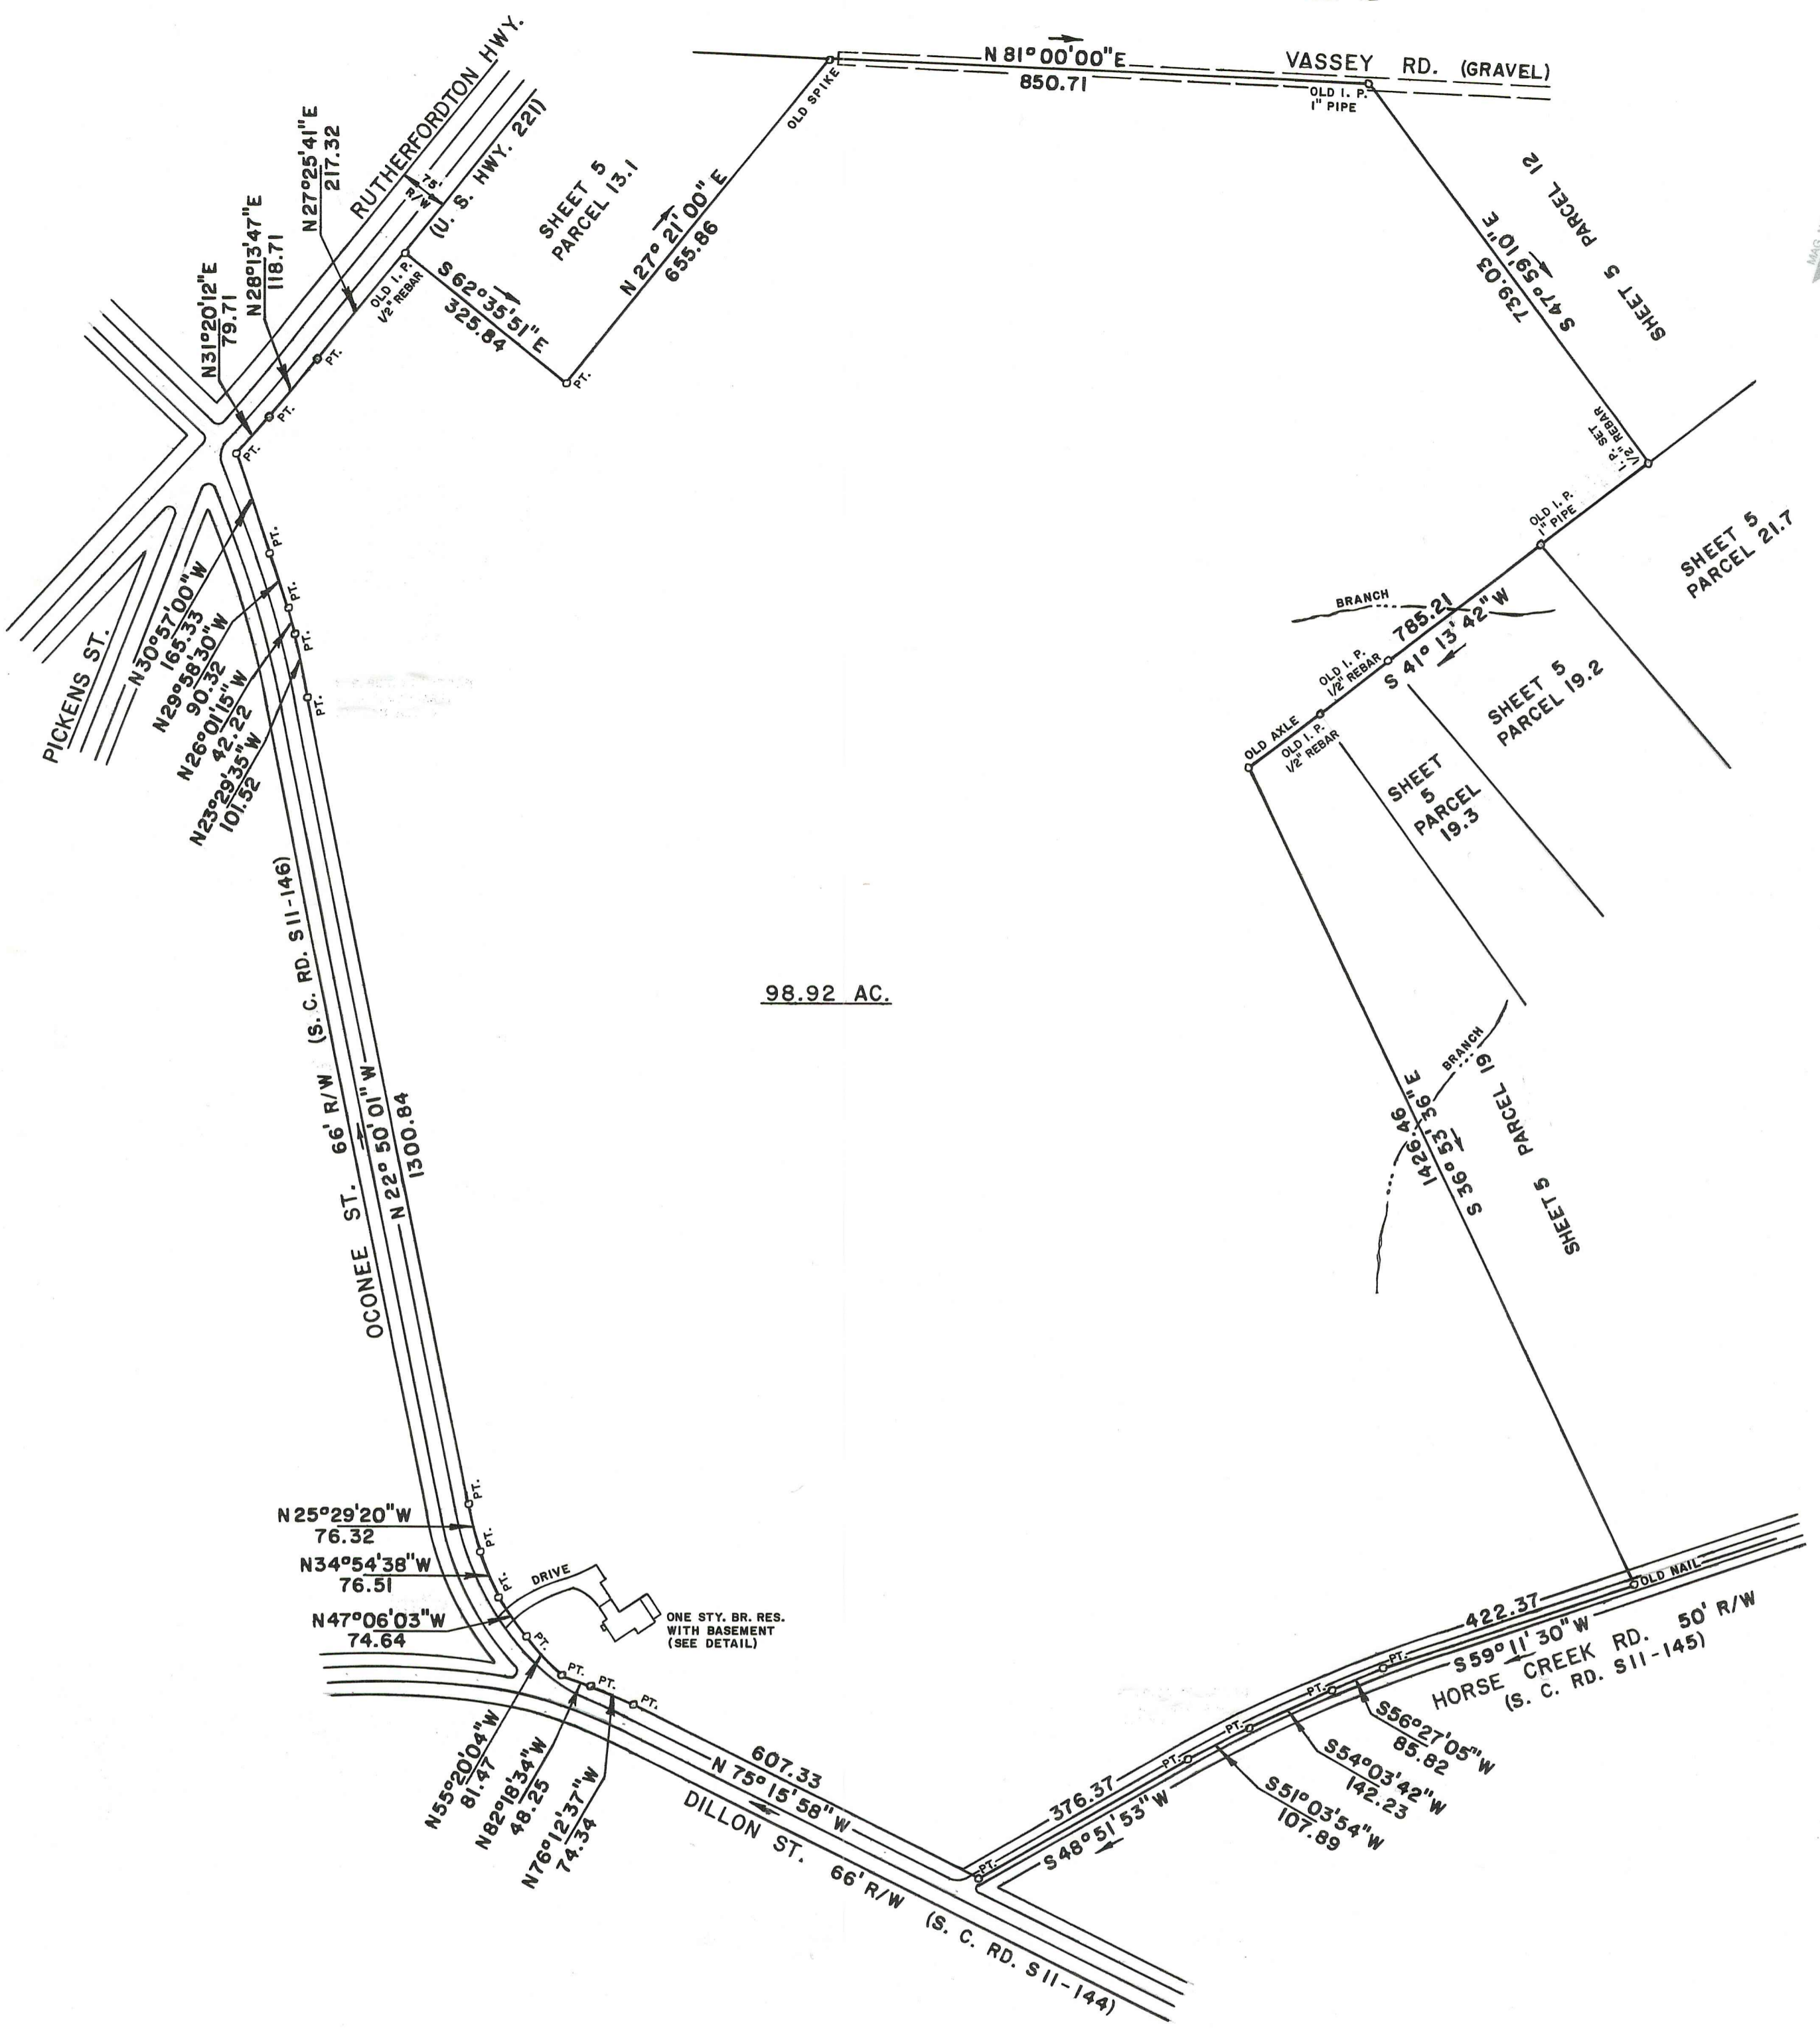 RUTHERFORDTON HWY.
(U. S. HWY. 221)
75'
R/W
N 81°00'00"E
850.71
VASSEY RD. (GRAVEL)
OLD SPIKE
OLD I. P.
1" PIPE
SHEET 5
PARCEL 13.1
N 27° 21' 00" E
655.86
S 62°35'51" E
325.84
OLD I. P.
1/2" REBAR
PT.
N27°25'41"E
217.32
N28°13'47"E
118.71
N31°20'12"E
79.71
PT.
PT.
PT.
SHEET 5 PARCEL 12
S 47°59'10"E
739.03
I. P. SET
1/2" REBAR
OLD I. P.
1" PIPE
SHEET 5
PARCEL 21.7
BRANCH
785.21
S 41° 13' 42" W
OLD I. P.
1/2" REBAR
SHEET 5
PARCEL 19.2
OLD AXLE
OLD I. P.
1/2" REBAR
SHEET
5
PARCEL
19.3
PICKENS ST.
PT.
PT.
PT.
PT.
N30°57'00"W
165.33
N29°58'30"W
90.32
N26°01'15"W
42.22
N23°29'35"W
101.52
98.92 AC.
OCONEE ST. 66' R/W (S. C. RD. S11-146)
N 22° 50' 01" W
1300.84
BRANCH
SHEET 5 PARCEL 19
1426.46
S 36° 53' 36" E
PT.
N 25°29'20"W
76.32
PT.
N34°54'38"W
76.51
PT.
N47°06'03"W
74.64
DRIVE
ONE STY. BR. RES.
WITH BASEMENT
(SEE DETAIL)
PT.
PT.
PT.
PT.
N55°20'04"W
81.47
N82°18'34"W
48.25
N76°12'37"W
74.34
607.33
N 75° 15' 58" W
DILLON ST. 66' R/W (S. C. RD. S11-144)
OLD NAIL
422.37
S59°11'30"W
HORSE CREEK RD. 50' R/W
(S. C. RD. S11-145)
PT.
PT.
PT.
PT.
PT.
S56°27'05"W
85.82
S54°03'42"W
142.23
S51°03'54"W
107.89
376.37
S48°51'53"W